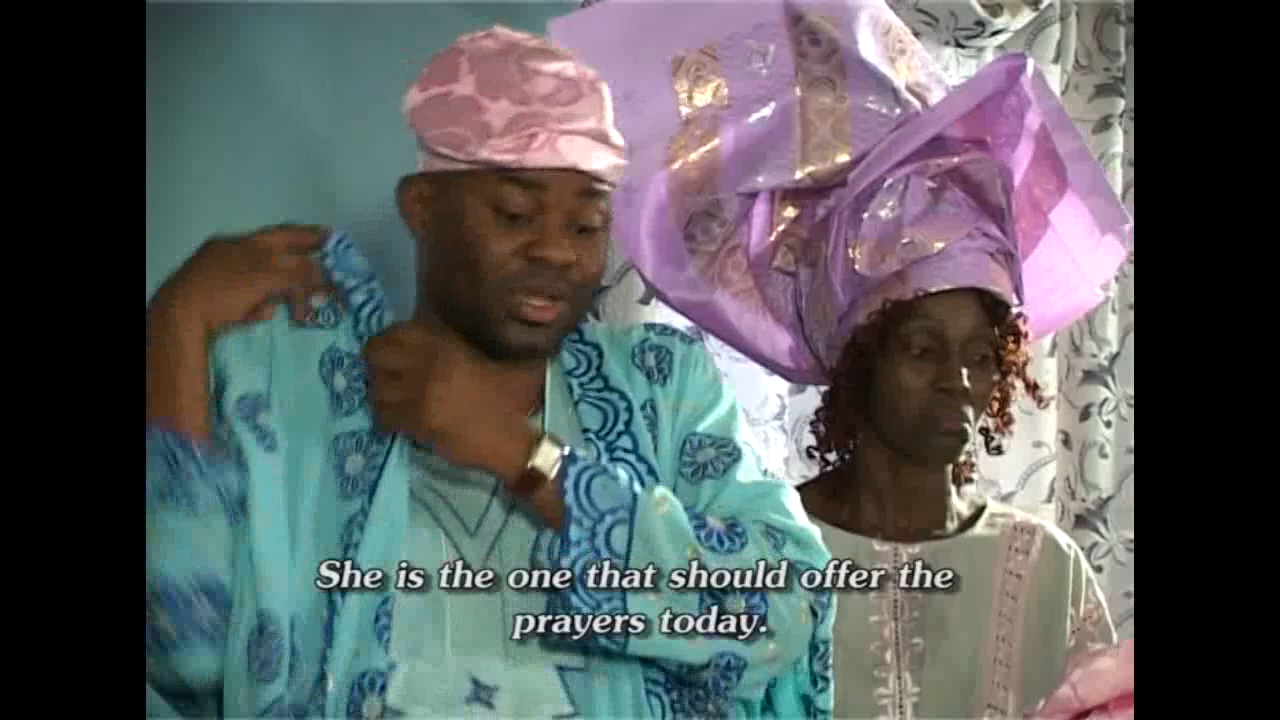 She is the one that should offer the
prayers today.